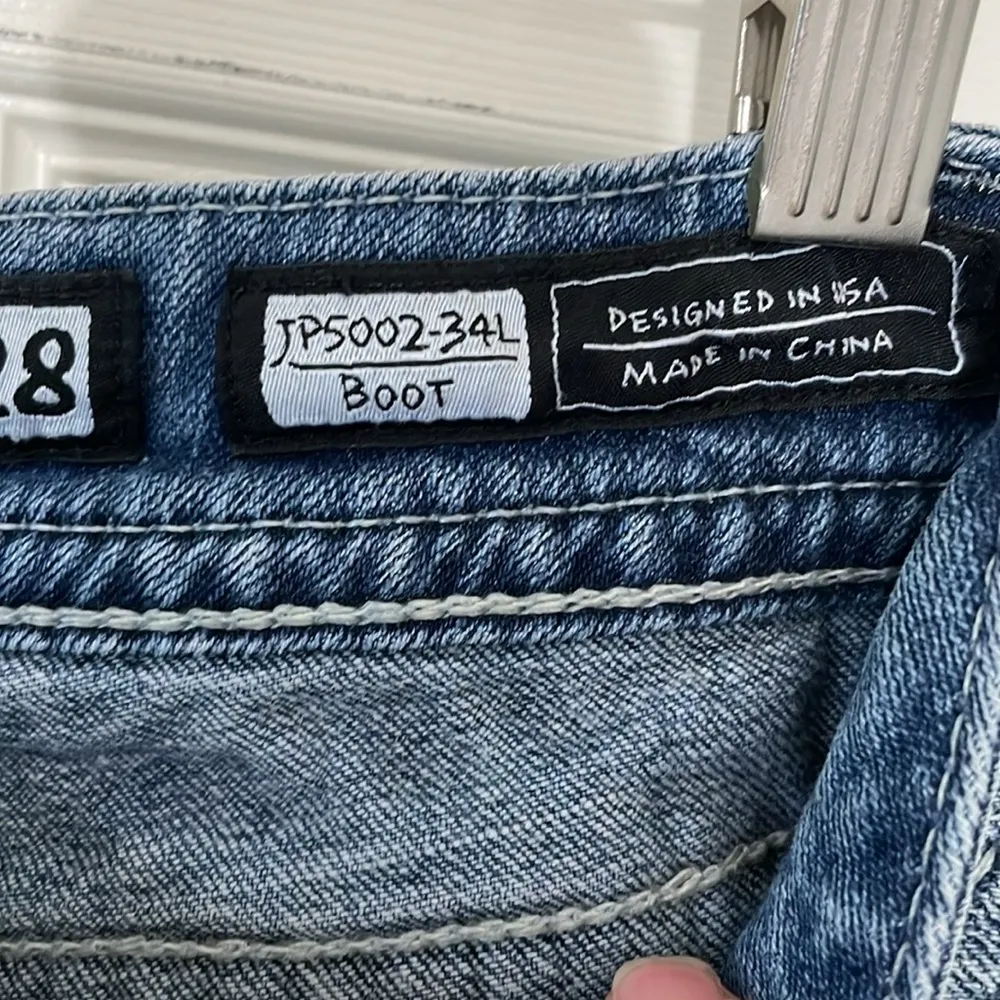 28
JP5002-34L
BOOT
DESIGNED IN USA
MADE IN CHINA